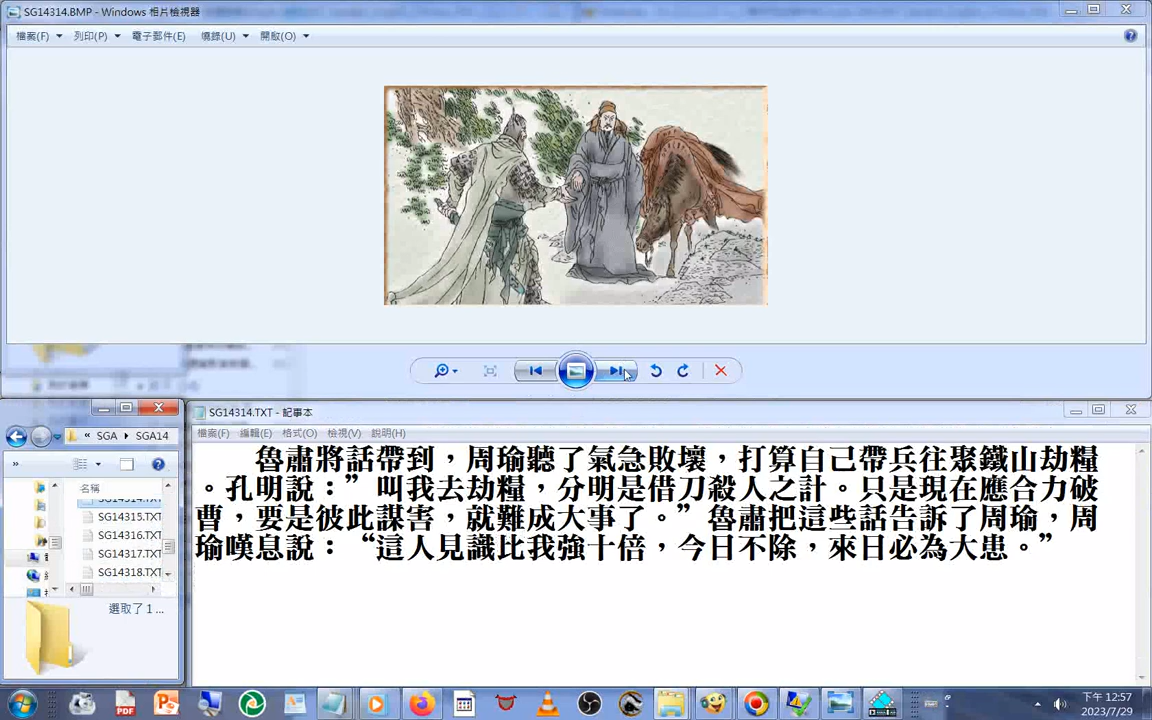 SG14314.BMP - Windows 相片檢視器
檔案(F) 列印(P) 電子郵件(E) 燒錄(U) 開啟(O)
SG14314.TXT - 記事本
檔案(F) 編輯(E) 格式(O) 檢視(V) 說明(H)
魯肅將話帶到，周瑜聽了氣急敗壞，打算自己帶兵往聚鐵山劫糧
。孔明說：”叫我去劫糧，分明是借刀殺人之計。只是現在應合力破
曹，要是彼此謀害，就難成大事了。”魯肅把這些話告訴了周瑜，周
瑜嘆息說：“這人見識比我強十倍，今日不除，來日必為大患。”
« SGA ▸ SGA14
»
名稱
SG14314.TXT
SG14315.TXT
SG14316.TXT
SG14317.TXT
SG14318.TXT
選取了 1 ...
PDF
下午 12:57
2023/7/29